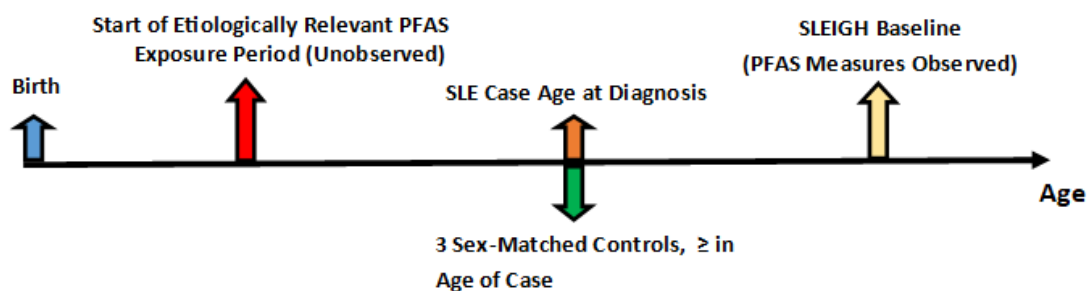 Start of Etiologically Relevant PFAS
Exposure Period (Unobserved)
SLEIGH Baseline
(PFAS Measures Observed)
Birth
SLE Case Age at Diagnosis
Age
3 Sex-Matched Controls, ≥ in
Age of Case